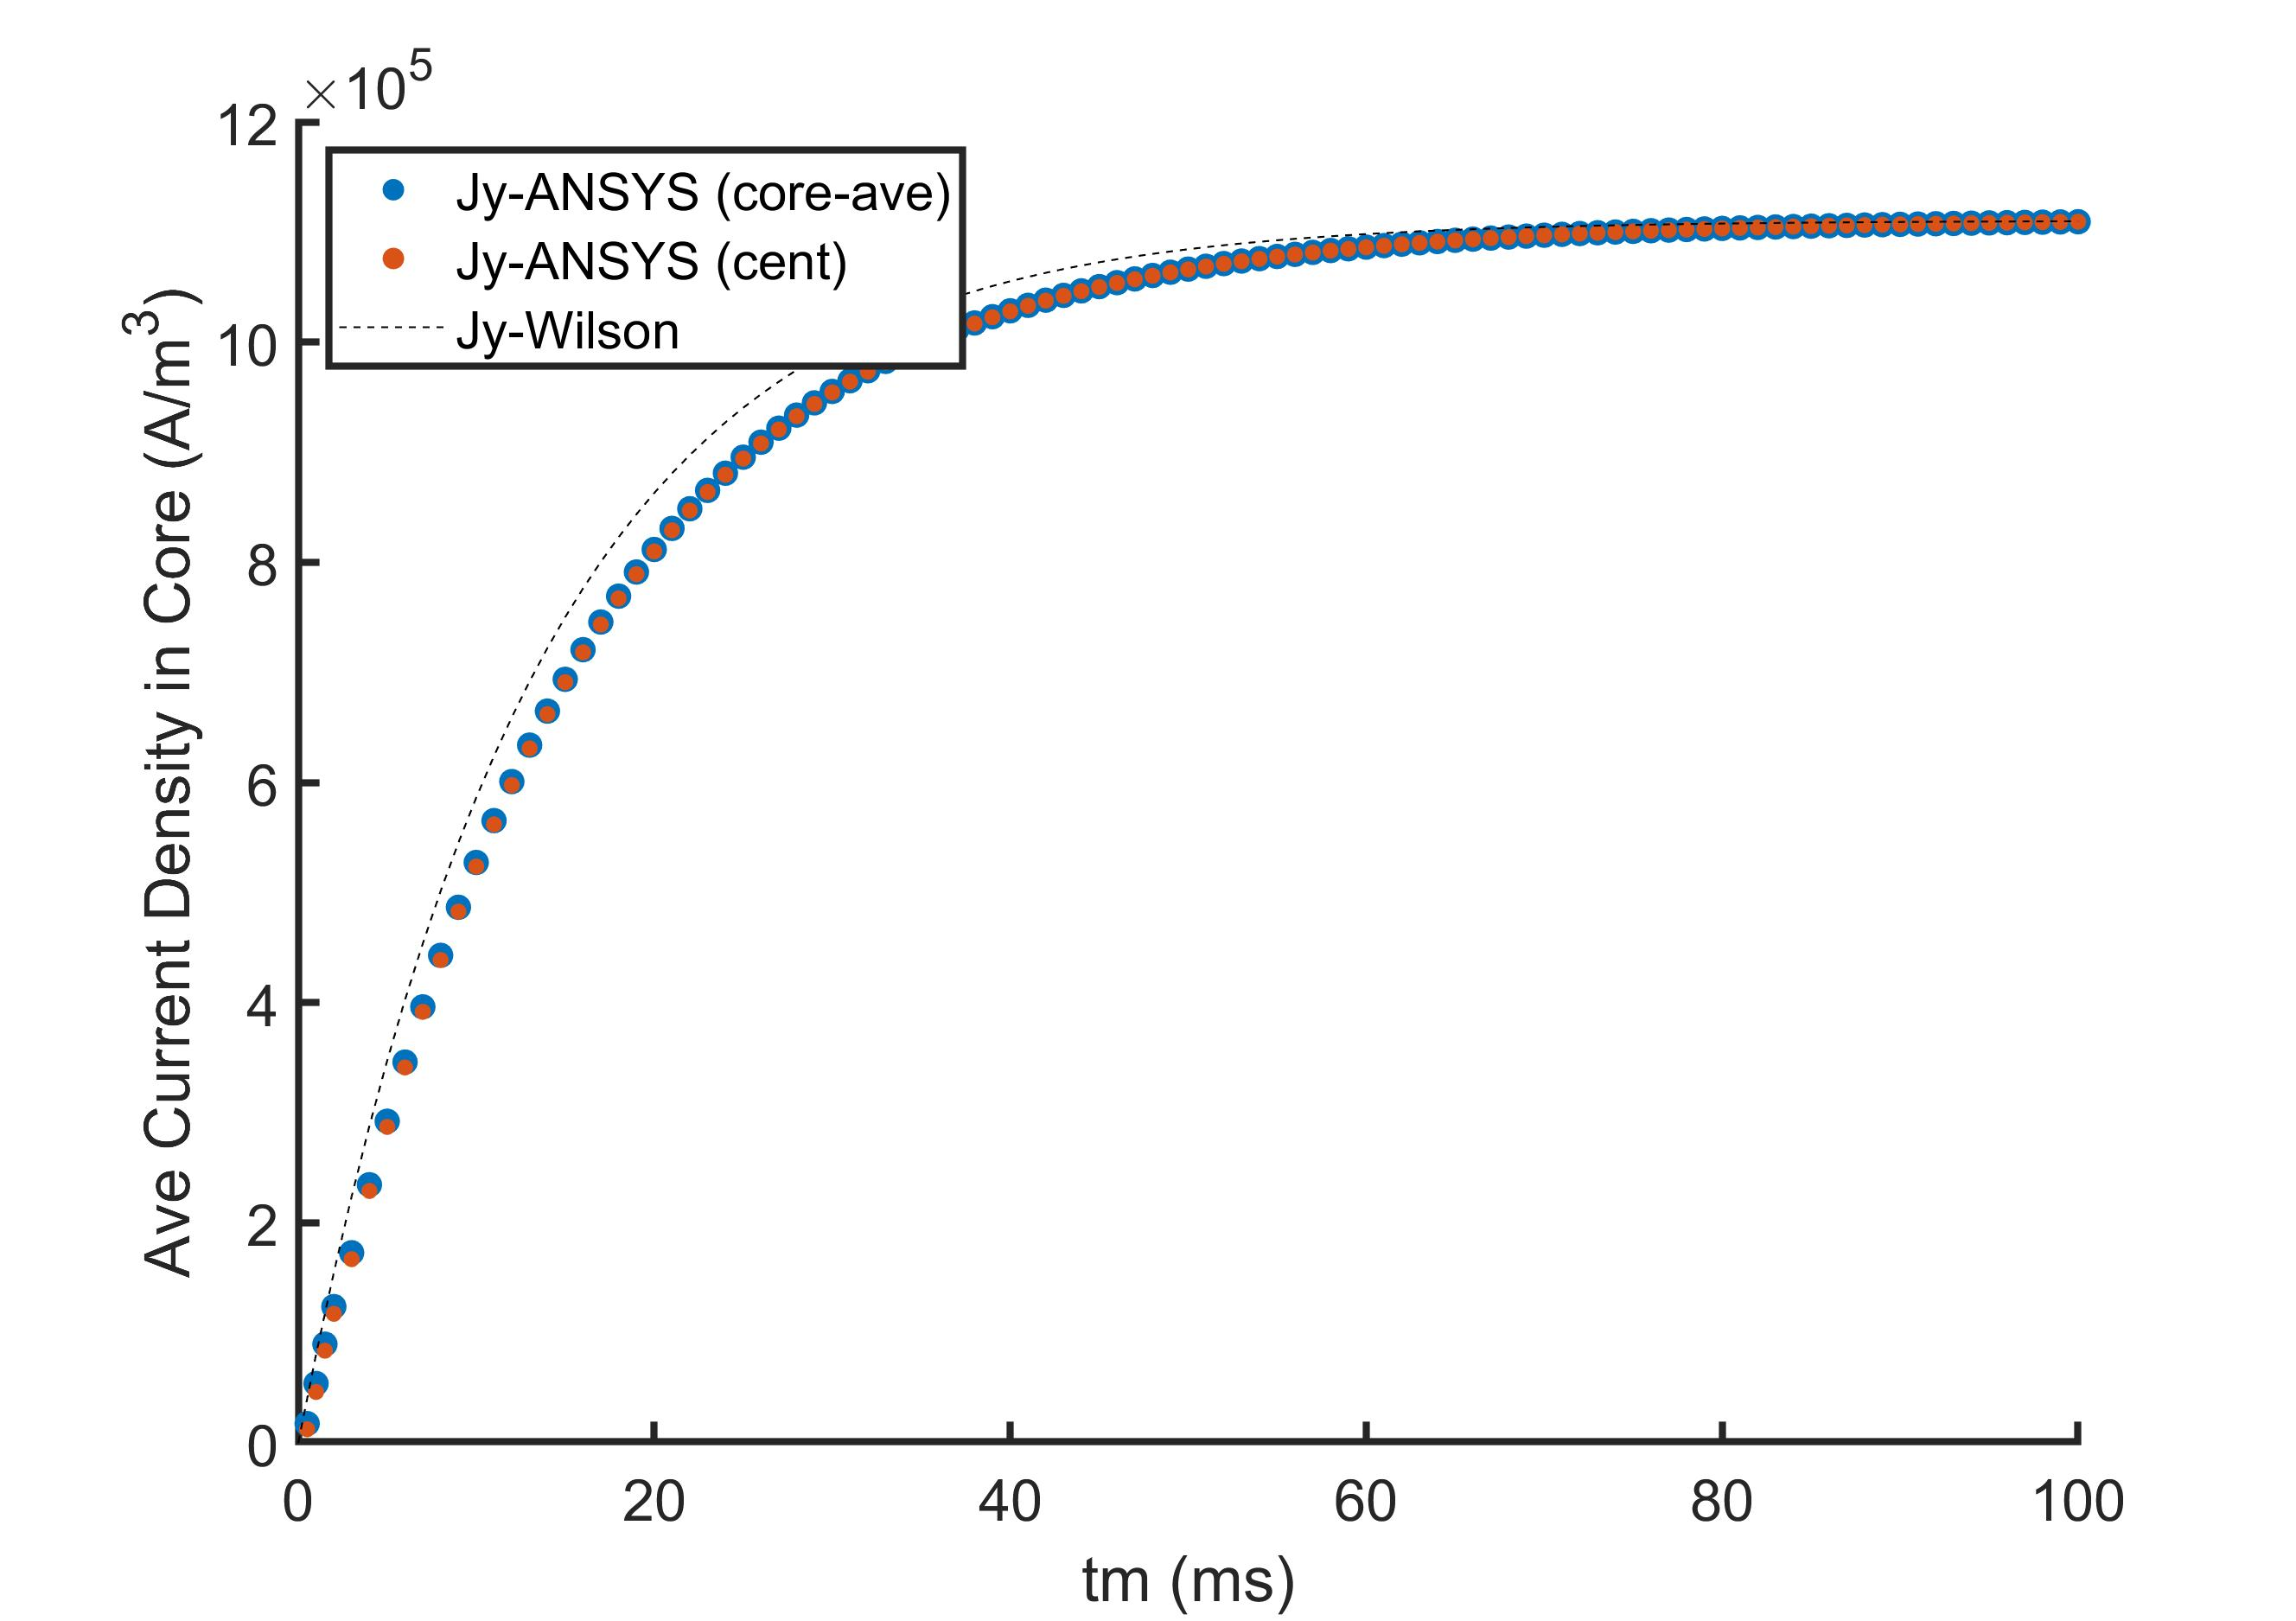 ×10^5
12
10
8
6
4
2
0
Ave Current Density in Core (A/m^3)
Jy-ANSYS (core-ave)
Jy-ANSYS (cent)
Jy-Wilson
0 20 40 60 80 100
tm (ms)